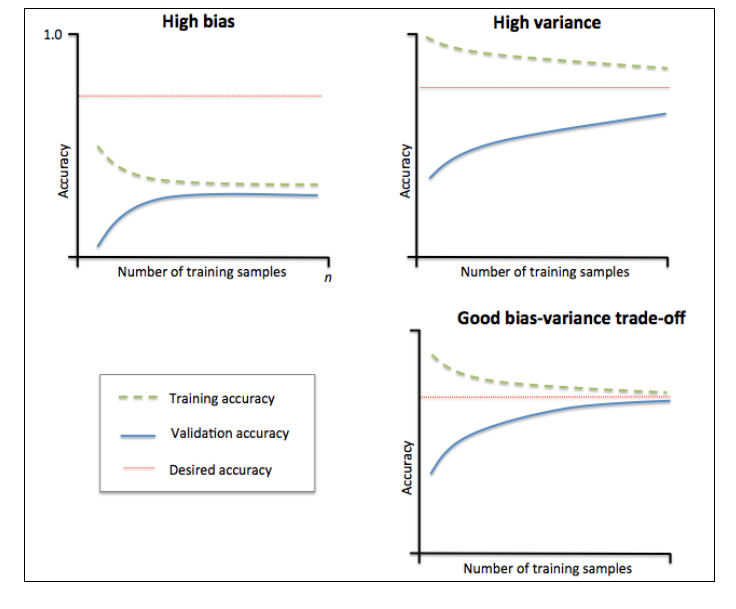 High bias
1.0
Accuracy
Number of training samples
n
High variance
Accuracy
Number of training samples
Good bias-variance trade-off
Accuracy
Number of training samples
Training accuracy
Validation accuracy
Desired accuracy